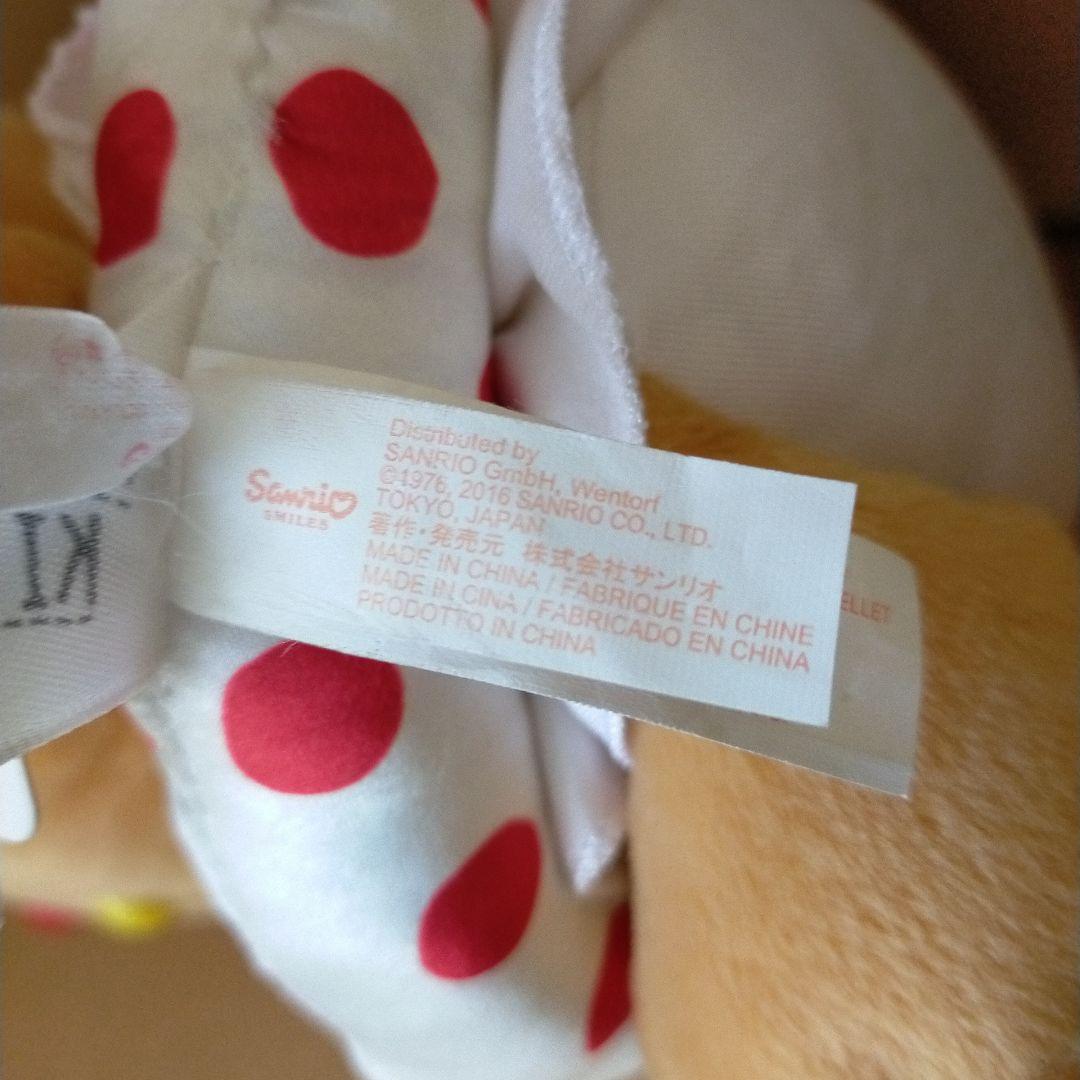 Sanrio
SMILES
Distributed by
SANRIO GmbH, Wentorf
©1976, 2016 SANRIO CO., LTD.
TOKYO, JAPAN
著作・発売元 株式会社サンリオ
MADE IN CHINA / FABRIQUE EN CHINE
MADE IN CINA / FABRICADO EN CHINA
PRODOTTO IN CHINA
ELLET